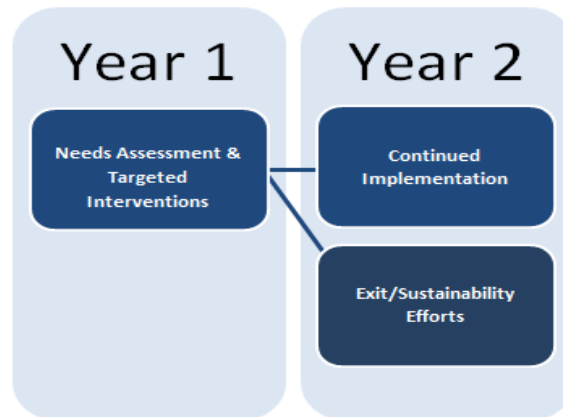 Year 1
Needs Assessment &
Targeted
Interventions
Year 2
Continued
Implementation
Exit/Sustainability
Efforts